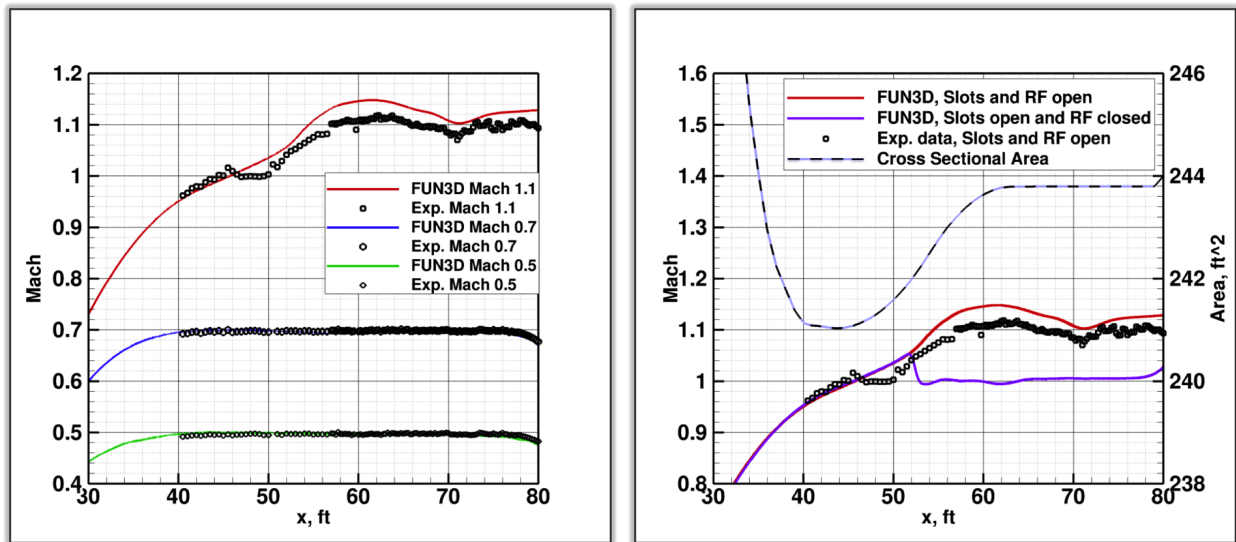 1.2
1.1
1
0.9
0.8
0.7
0.6
0.5
0.4
Mach
30
40
50
60
70
80
x, ft
FUN3D Mach 1.1
Exp. Mach 1.1
FUN3D Mach 0.7
Exp. Mach 0.7
FUN3D Mach 0.5
Exp. Mach 0.5
1.6
1.5
1.4
1.3
1.2
1.1
1
0.9
0.8
Mach
30
40
50
60
70
80
x, ft
FUN3D, Slots and RF open
FUN3D, Slots open and RF closed
Exp. data, Slots and RF open
Cross Sectional Area
246
244
242
240
238
Area, ft^2